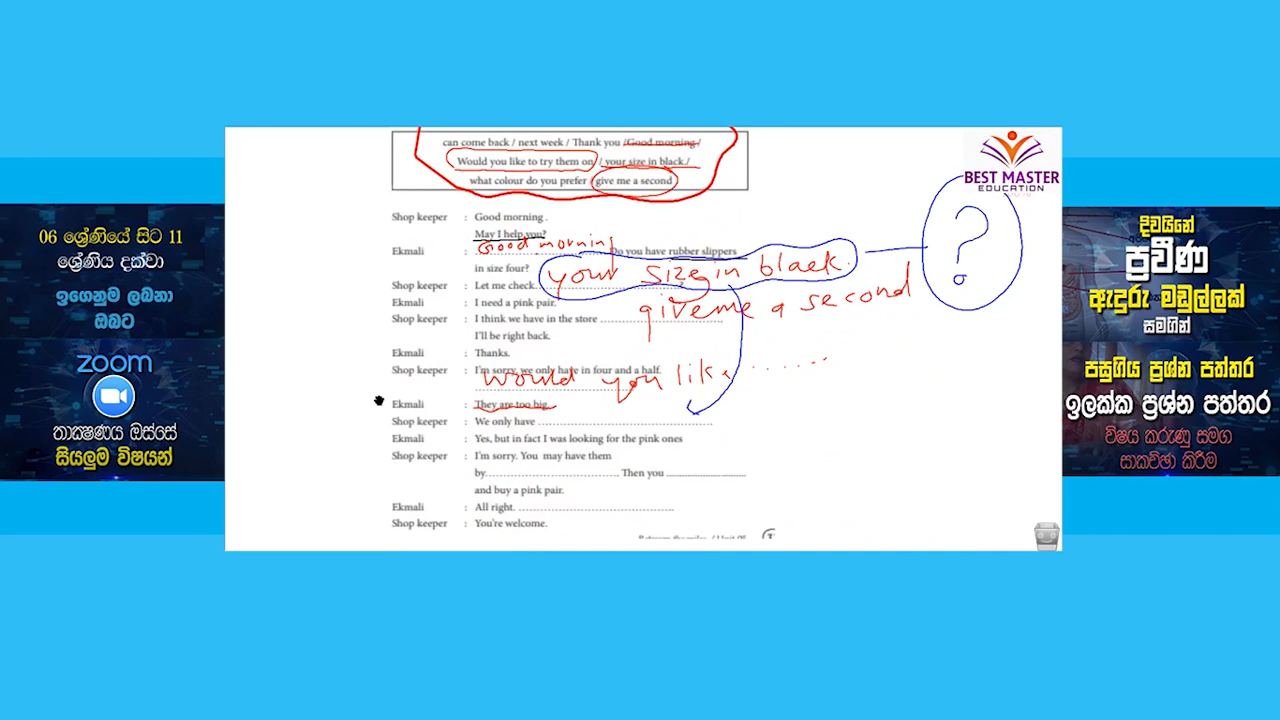 06 ශ්‍රේණියේ සිට 11
ශ්‍රේණිය දක්වා
ඉගෙනුම ලබනා
ඔබට
zoom
තාක්ෂණය ඔස්සේ
සියලුම විෂයන්
can come back / next week / Thank you /Good morning /
Would you like to try them on / your size in black /
what colour do you prefer / give me a second
Shop keeper : Good morning .
May I help you?
Ekmali : Good morning Do you have rubber slippers
in size four?
your size in black.
Shop keeper : Let me check.
Ekmali : I need a pink pair.
give me a second
Shop keeper : I think we have in the store
I'll be right back.
Ekmali : Thanks.
Shop keeper : I'm sorry, we only have in four and a half.
would you like ......
Ekmali : They are too big.
Shop keeper : We only have
Ekmali : Yes, but in fact I was looking for the pink ones
Shop keeper : I'm sorry. You may have them
by Then you
and buy a pink pair.
Ekmali : All right.
Shop keeper : You're welcome.
?
BEST MASTER
EDUCATION
දිවයිනේ
ප්‍රවීණ
ඇදුරු මඩුල්ලක්
සමගින්
පසුගිය ප්‍රශ්න පත්තර
ඉලක්ක ප්‍රශ්න පත්තර
විෂය කරුණු සමග
සාකච්ඡා කිරීම